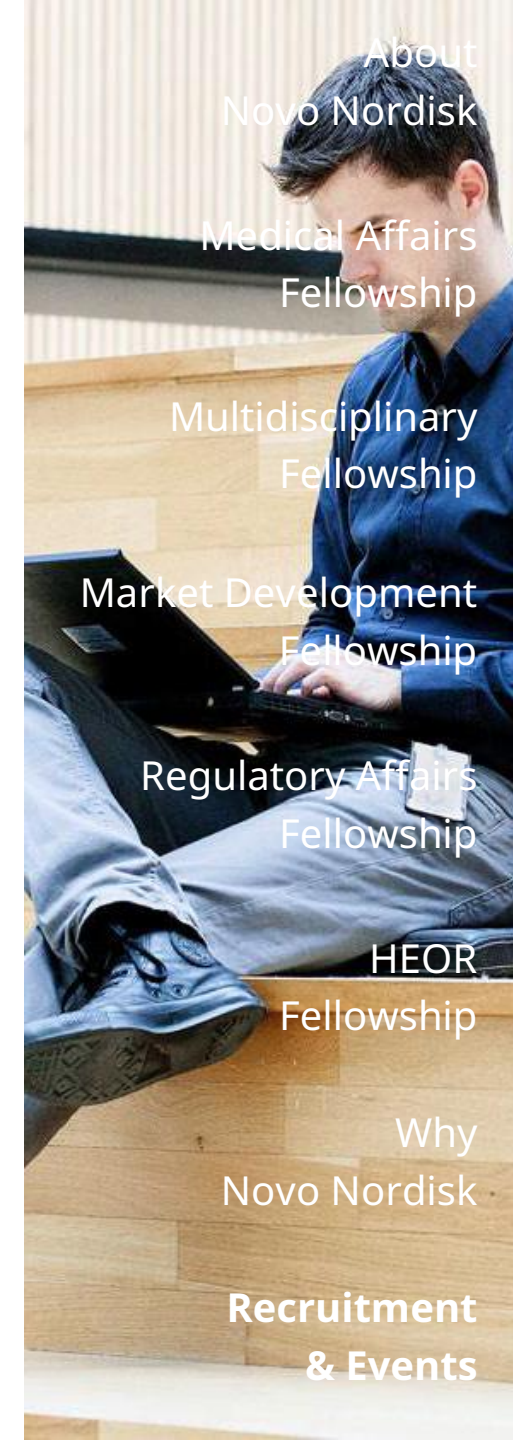 About
Novo Nordisk
Medical Affairs
Fellowship
Multidisciplinary
Fellowship
Market Development
Fellowship
Regulatory Affairs
Fellowship
HEOR
Fellowship
Why
Novo Nordisk
Recruitment
& Events